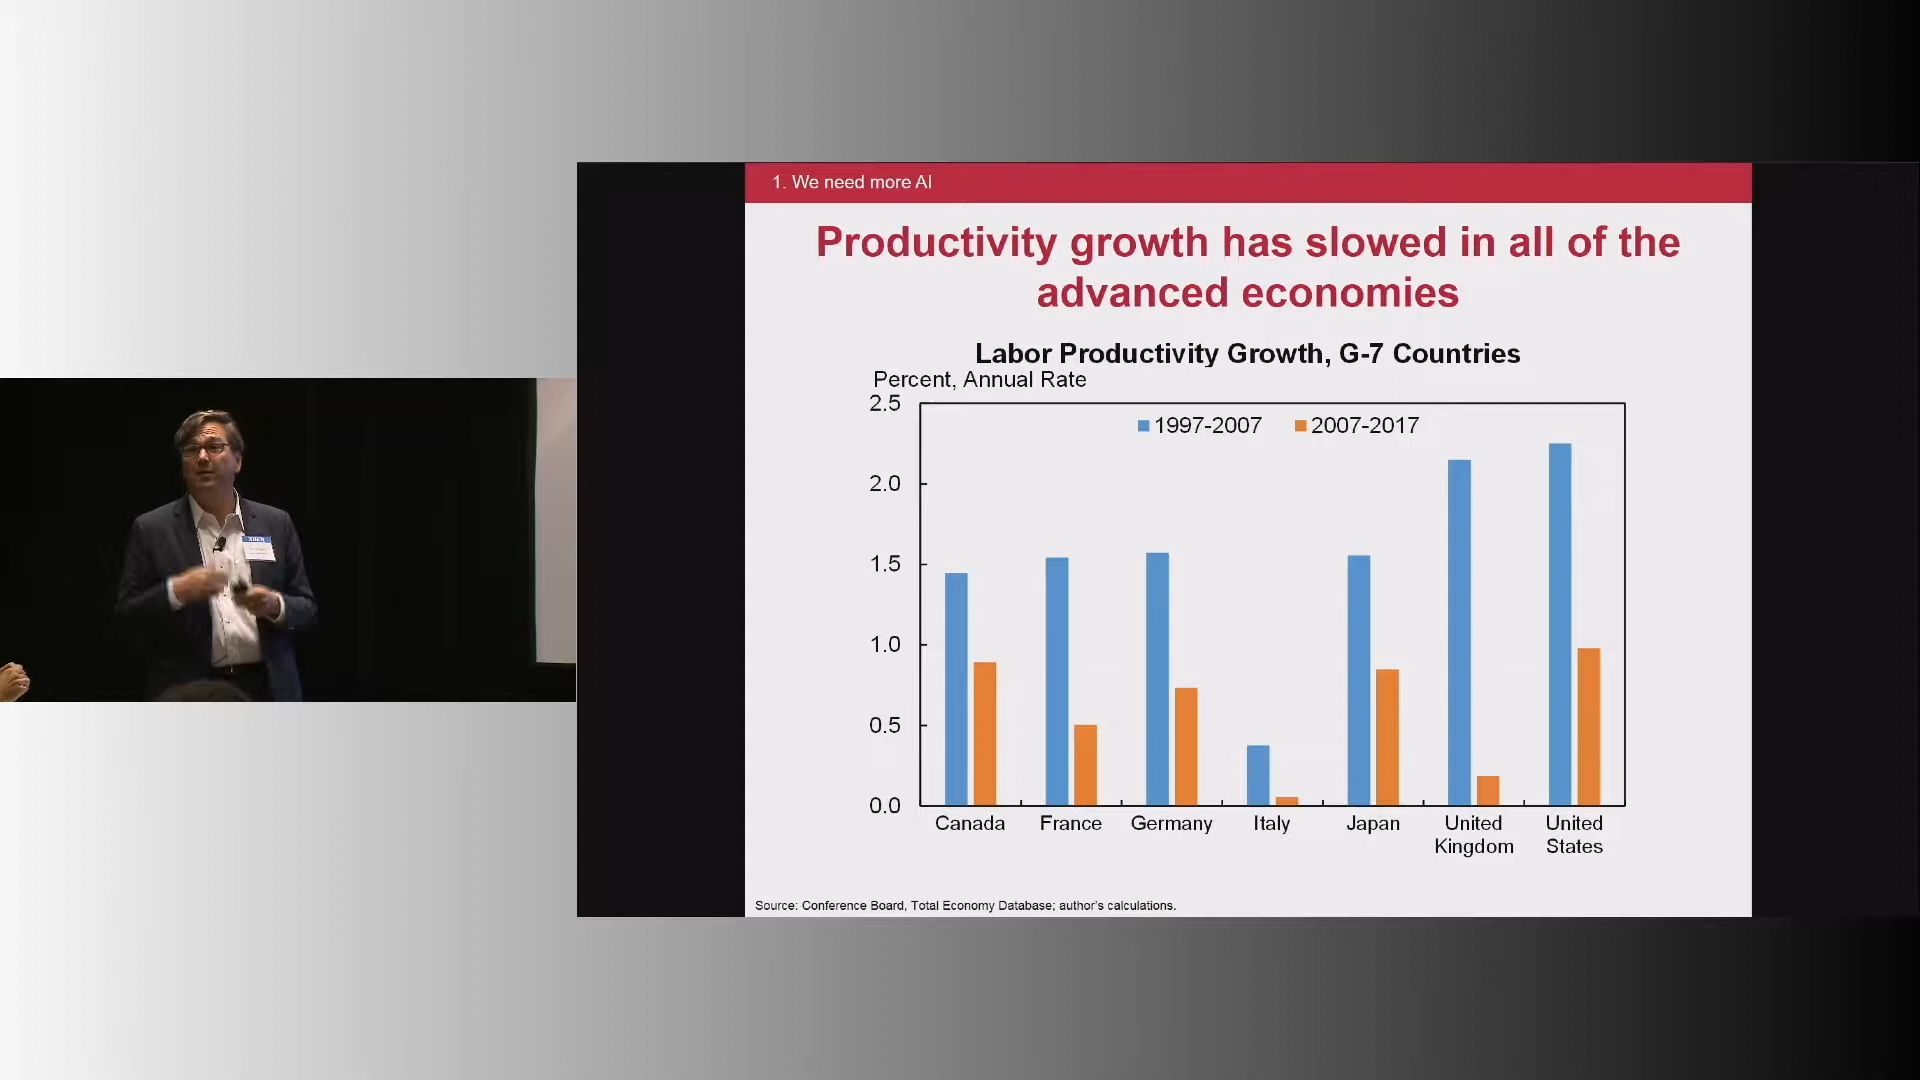 1. We need more AI
Productivity growth has slowed in all of the
advanced economies
Labor Productivity Growth, G-7 Countries
Percent, Annual Rate
2.5
1997-2007 2007-2017
2.0
1.5
1.0
0.5
0.0
Canada France Germany Italy Japan United Kingdom United States
Source: Conference Board, Total Economy Database; author's calculations.
NBER